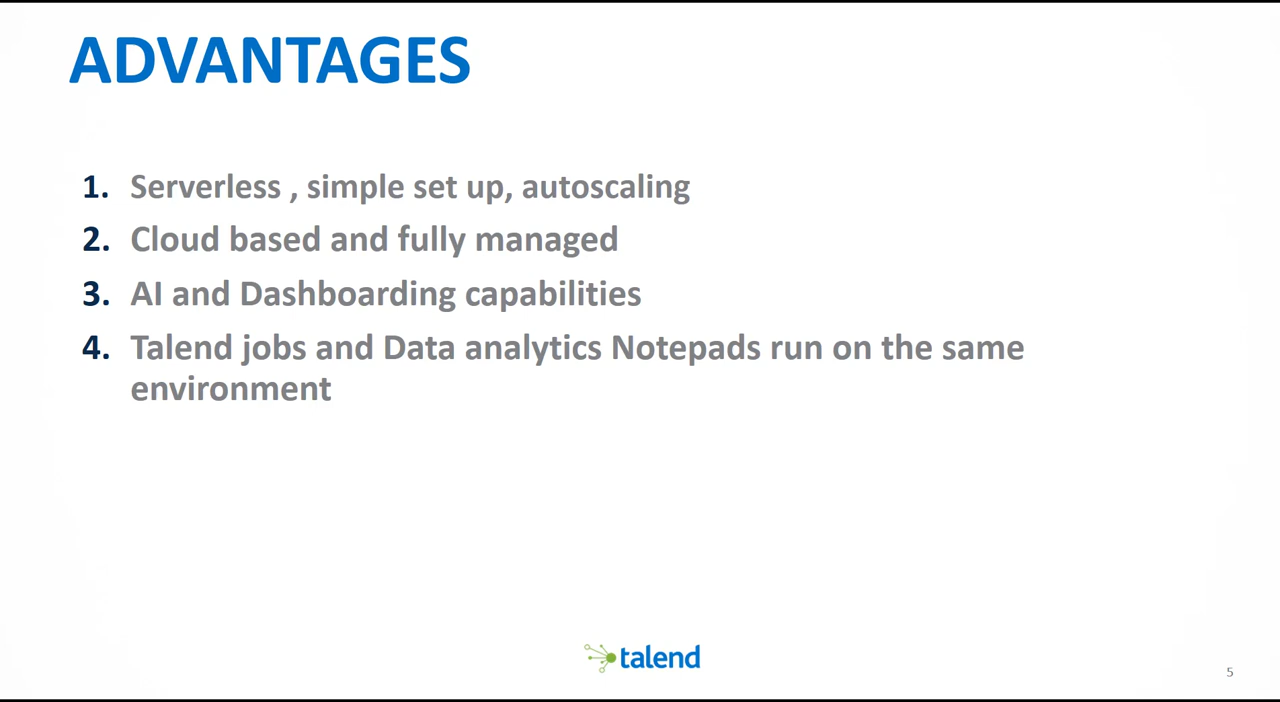 ADVANTAGES
1. Serverless , simple set up, autoscaling
2. Cloud based and fully managed
3. AI and Dashboarding capabilities
4. Talend jobs and Data analytics Notepads run on the same
environment
talend
5